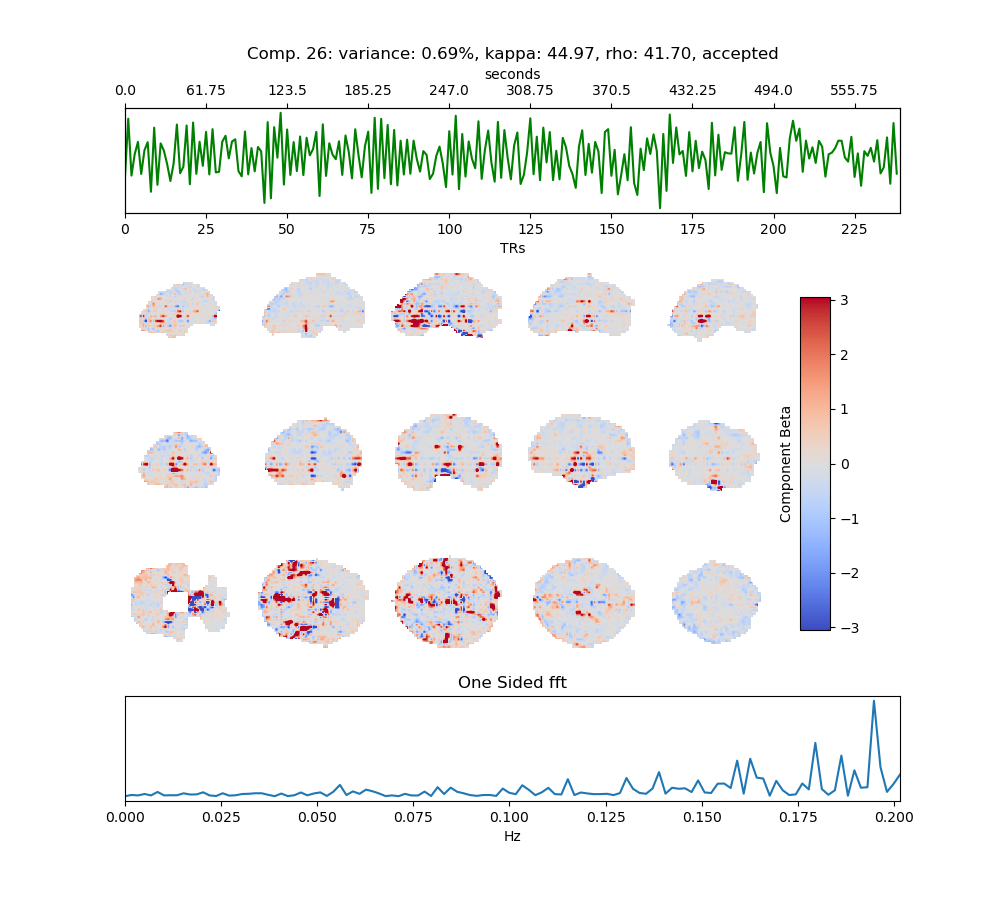 Comp. 26: variance: 0.69%, kappa: 44.97, rho: 41.70, accepted
seconds
0.0 61.75 123.5 185.25 247.0 308.75 370.5 432.25 494.0 555.75
0 25 50 75 100 125 150 175 200 225
TRs
3
2
1
0
−1
−2
−3
Component Beta
One Sided fft
0.000 0.025 0.050 0.075 0.100 0.125 0.150 0.175 0.200
Hz